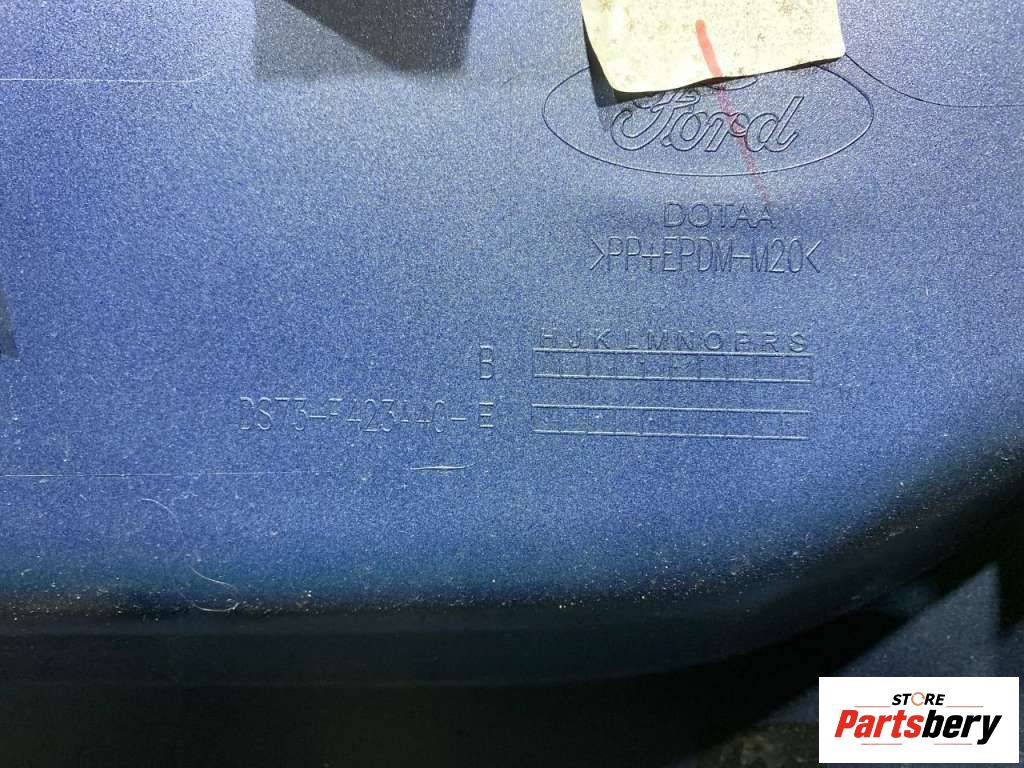 Ford
DOTAA
>PP+EPDM-M20<
HJKLMNOPRS
B
DS73-F423A40-E
STORE
Partsbery